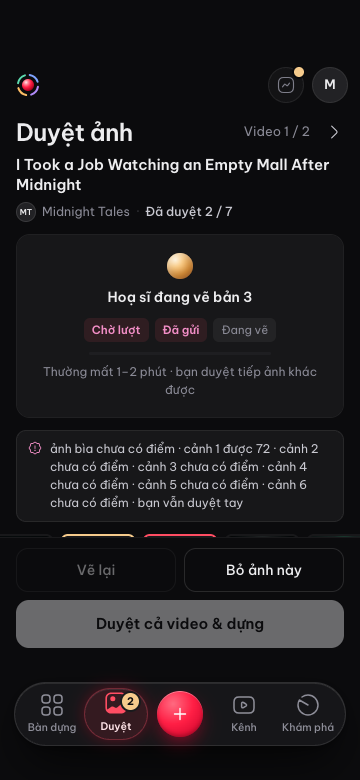 M
Duyệt ảnh
Video 1 / 2
I Took a Job Watching an Empty Mall After
Midnight
MT Midnight Tales · Đã duyệt 2 / 7
Hoạ sĩ đang vẽ bản 3
Chờ lượt Đã gửi Đang vẽ
Thường mất 1–2 phút · bạn duyệt tiếp ảnh khác
được
ảnh bìa chưa có điểm · cảnh 1 được 72 · cảnh 2
chưa có điểm · cảnh 3 chưa có điểm · cảnh 4
chưa có điểm · cảnh 5 chưa có điểm · cảnh 6
chưa có điểm · bạn vẫn duyệt tay
Vẽ lại
Bỏ ảnh này
Duyệt cả video & dựng
2
Bàn dựng Duyệt + Kênh Khám phá